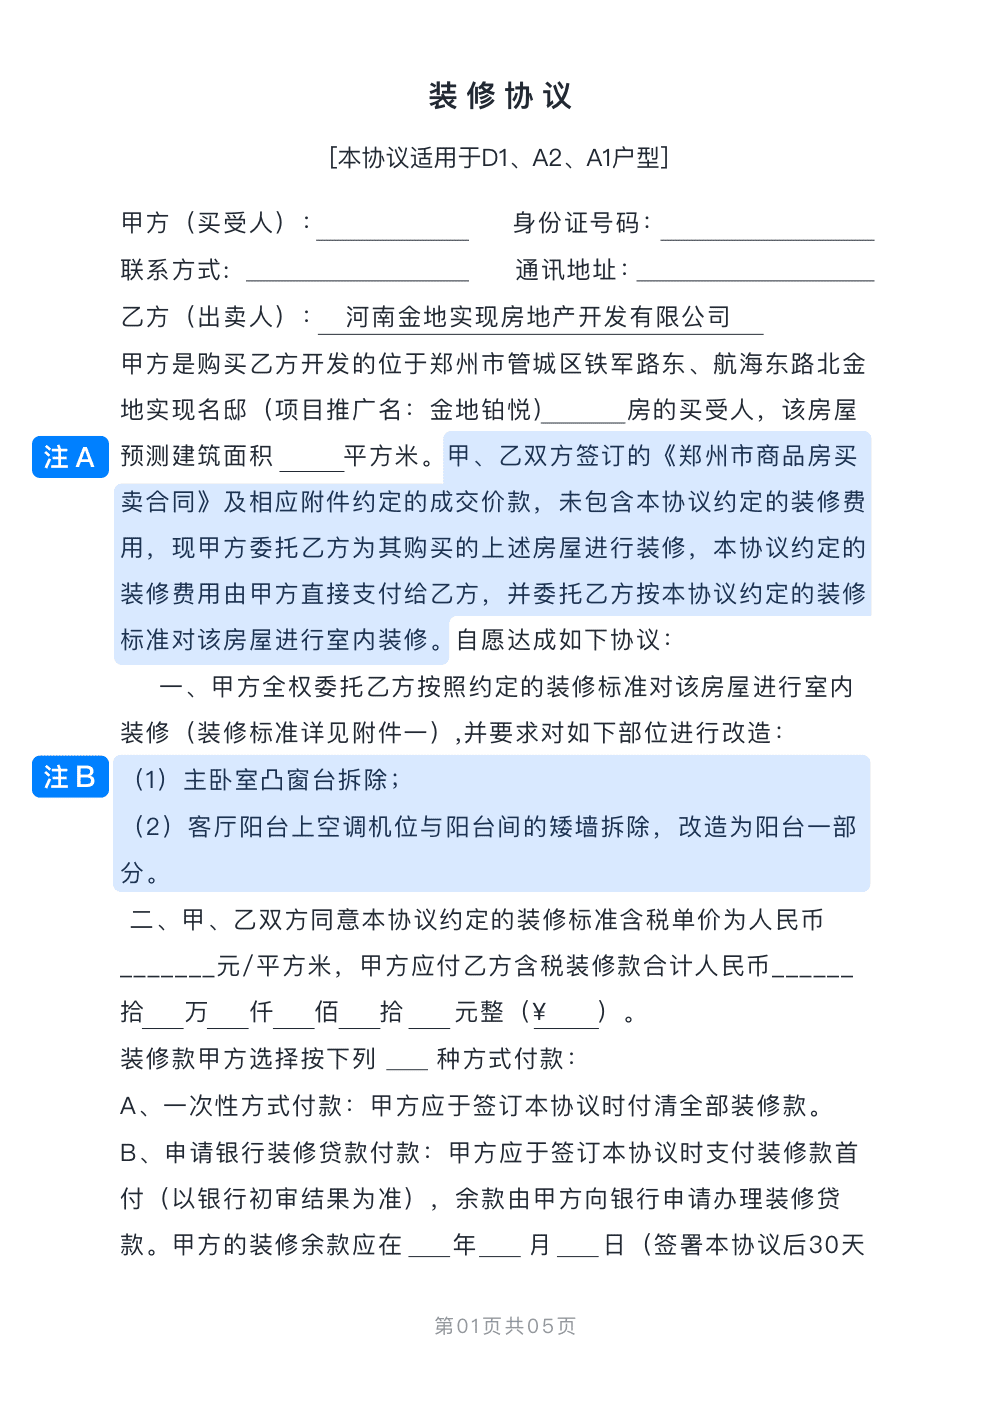 装修协议
[本协议适用于D1、A2、A1户型]
甲方（买受人）：__________ 身份证号码：______________
联系方式：______________ 通讯地址：______________
乙方（出卖人）：河南金地实现房地产开发有限公司
甲方是购买乙方开发的位于郑州市管城区铁军路东、航海东路北金
地实现名邸（项目推广名：金地铂悦）______房的买受人，该房屋
注A
预测建筑面积 _____平方米。甲、乙双方签订的《郑州市商品房买
卖合同》及相应附件约定的成交价款，未包含本协议约定的装修费
用，现甲方委托乙方为其购买的上述房屋进行装修，本协议约定的
装修费用由甲方直接支付给乙方，并委托乙方按本协议约定的装修
标准对该房屋进行室内装修。自愿达成如下协议：
一、甲方全权委托乙方按照约定的装修标准对该房屋进行室内
装修（装修标准详见附件一）,并要求对如下部位进行改造：
注B
（1）主卧室凸窗台拆除；
（2）客厅阳台上空调机位与阳台间的矮墙拆除，改造为阳台一部
分。
二、甲、乙双方同意本协议约定的装修标准含税单价为人民币
_______元/平方米，甲方应付乙方含税装修款合计人民币______
拾___万___仟___佰___拾 ___元整（¥____）。
装修款甲方选择按下列 ___ 种方式付款：
A、一次性方式付款：甲方应于签订本协议时付清全部装修款。
B、申请银行装修贷款付款：甲方应于签订本协议时支付装修款首
付（以银行初审结果为准），余款由甲方向银行申请办理装修贷
款。甲方的装修余款应在 ___年___ 月___日（签署本协议后30天
第01页共05页